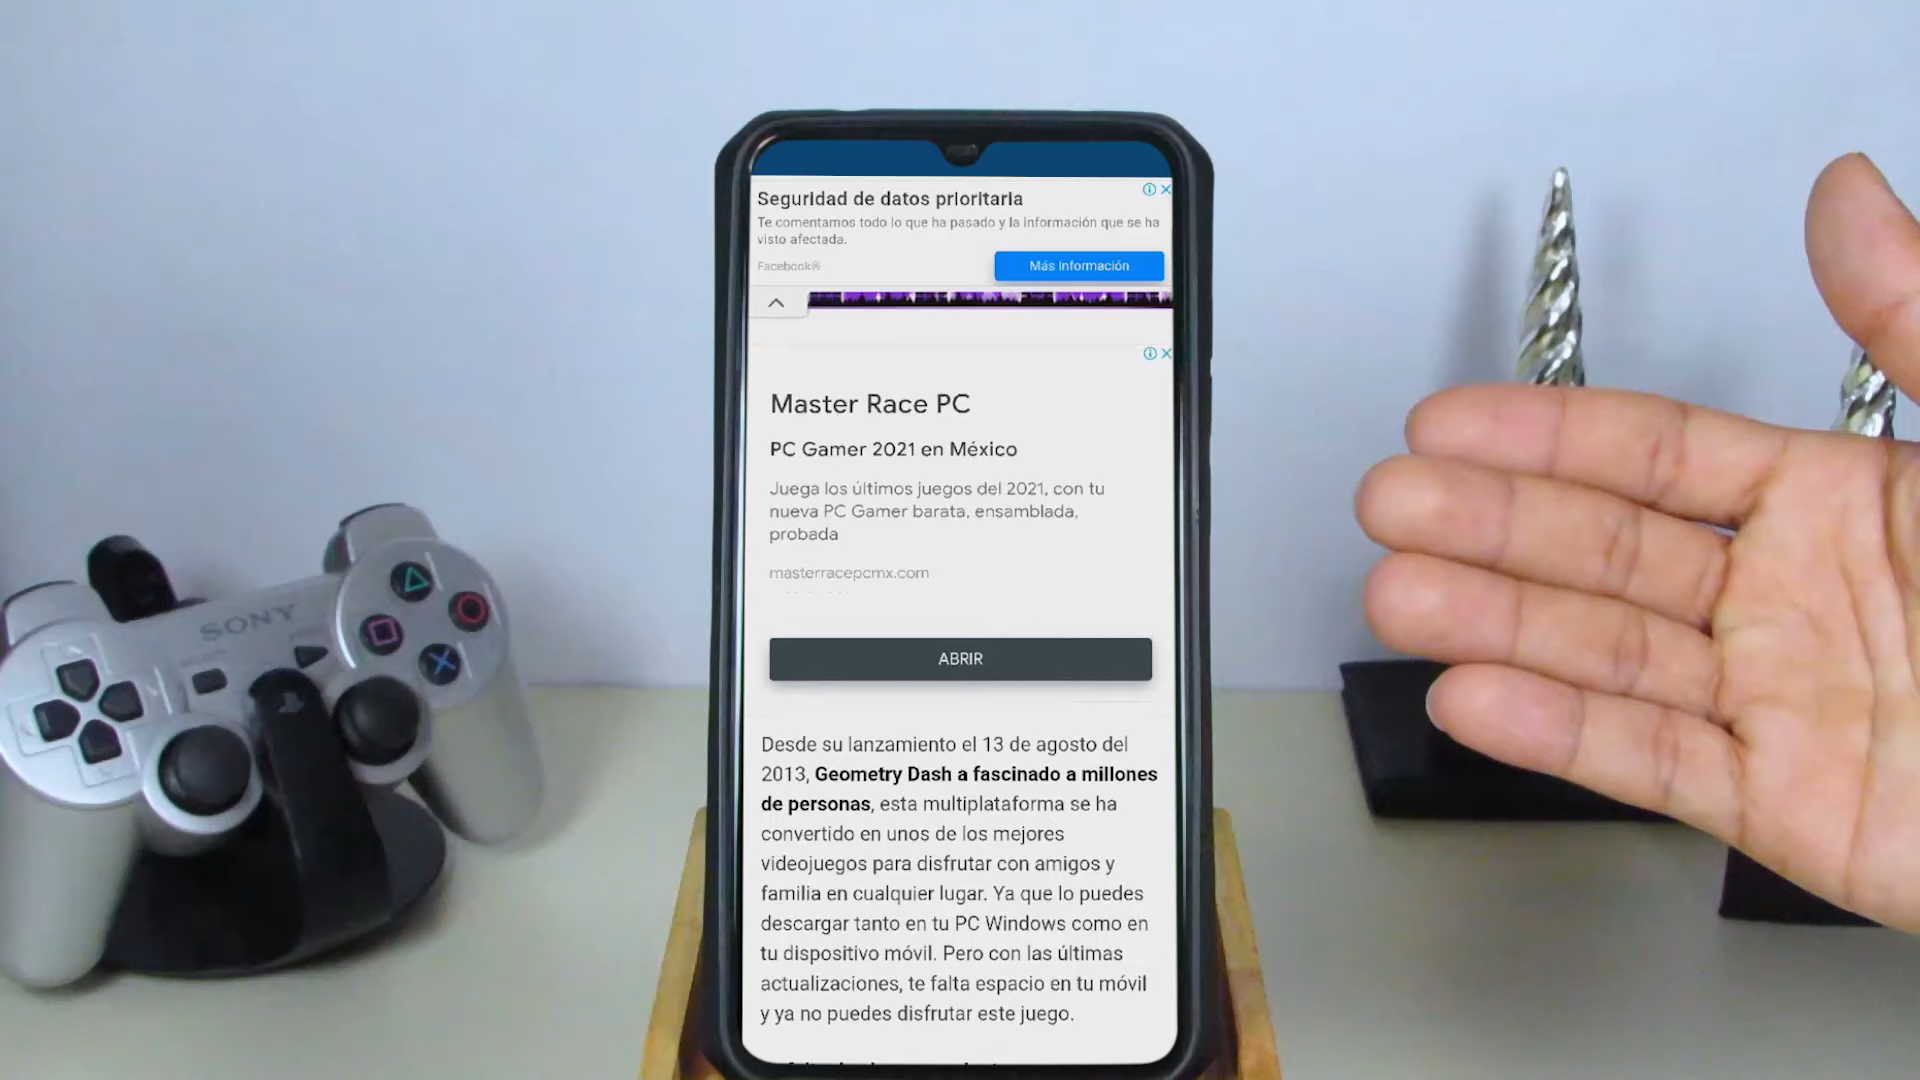 Seguridad de datos prioritaria
Te comentamos todo lo que ha pasado y la información que se ha
visto afectada.
Facebook®
Más Información
Master Race PC
PC Gamer 2021 en México
Juega los últimos juegos del 2021, con tu
nueva PC Gamer barata, ensamblada,
probada
masterracepcmx.com
ABRIR
Desde su lanzamiento el 13 de agosto del
2013, Geometry Dash a fascinado a millones
de personas, esta multiplataforma se ha
convertido en unos de los mejores
videojuegos para disfrutar con amigos y
familia en cualquier lugar. Ya que lo puedes
descargar tanto en tu PC Windows como en
tu dispositivo móvil. Pero con las últimas
actualizaciones, te falta espacio en tu móvil
y ya no puedes disfrutar este juego.
SONY